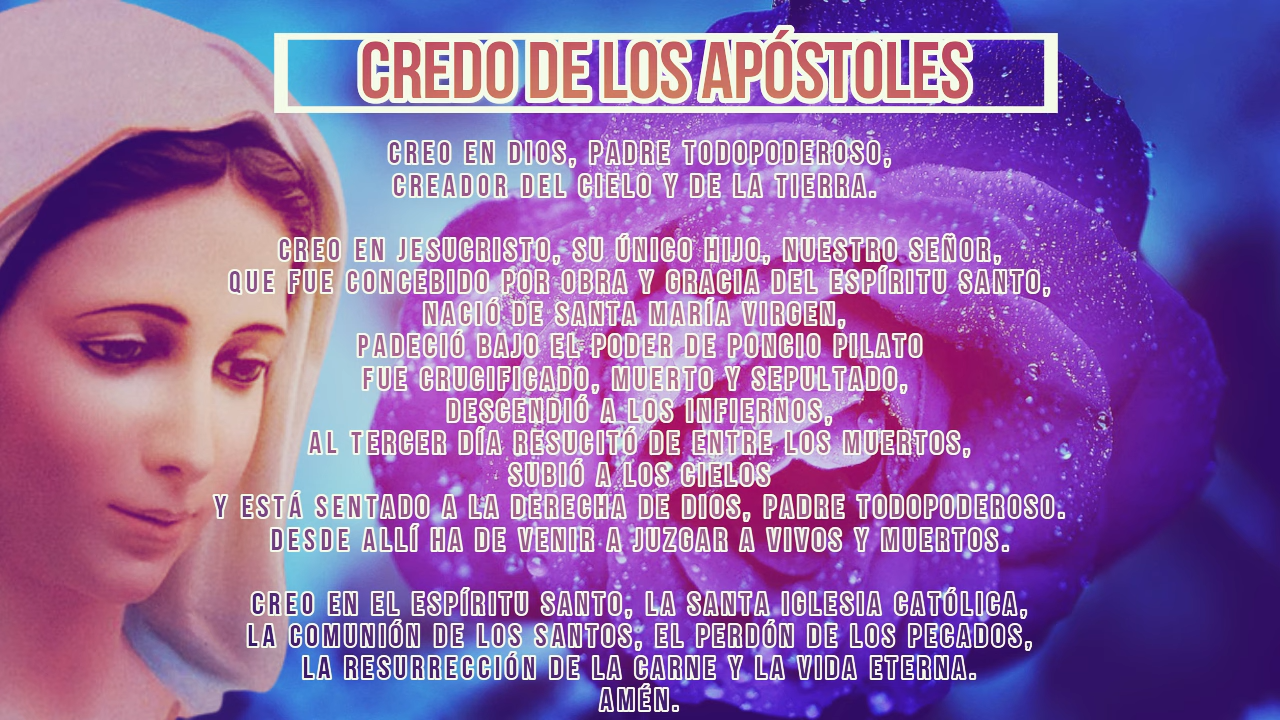 CREDO DE LOS APÓSTOLES
CREO EN DIOS, PADRE TODOPODEROSO,
CREADOR DEL CIELO Y DE LA TIERRA.
CREO EN JESUCRISTO, SU ÚNICO HIJO, NUESTRO SEÑOR,
QUE FUE CONCEBIDO POR OBRA Y GRACIA DEL ESPÍRITU SANTO,
NACIÓ DE SANTA MARÍA VIRGEN,
PADECIÓ BAJO EL PODER DE PONCIO PILATO
FUE CRUCIFICADO, MUERTO Y SEPULTADO,
DESCENDIÓ A LOS INFIERNOS,
AL TERCER DÍA RESUCITÓ DE ENTRE LOS MUERTOS,
SUBIÓ A LOS CIELOS
Y ESTÁ SENTADO A LA DERECHA DE DIOS, PADRE TODOPODEROSO.
DESDE ALLÍ HA DE VENIR A JUZGAR A VIVOS Y MUERTOS.
CREO EN EL ESPÍRITU SANTO, LA SANTA IGLESIA CATÓLICA,
LA COMUNIÓN DE LOS SANTOS, EL PERDÓN DE LOS PECADOS,
LA RESURRECCIÓN DE LA CARNE Y LA VIDA ETERNA.
AMÉN.